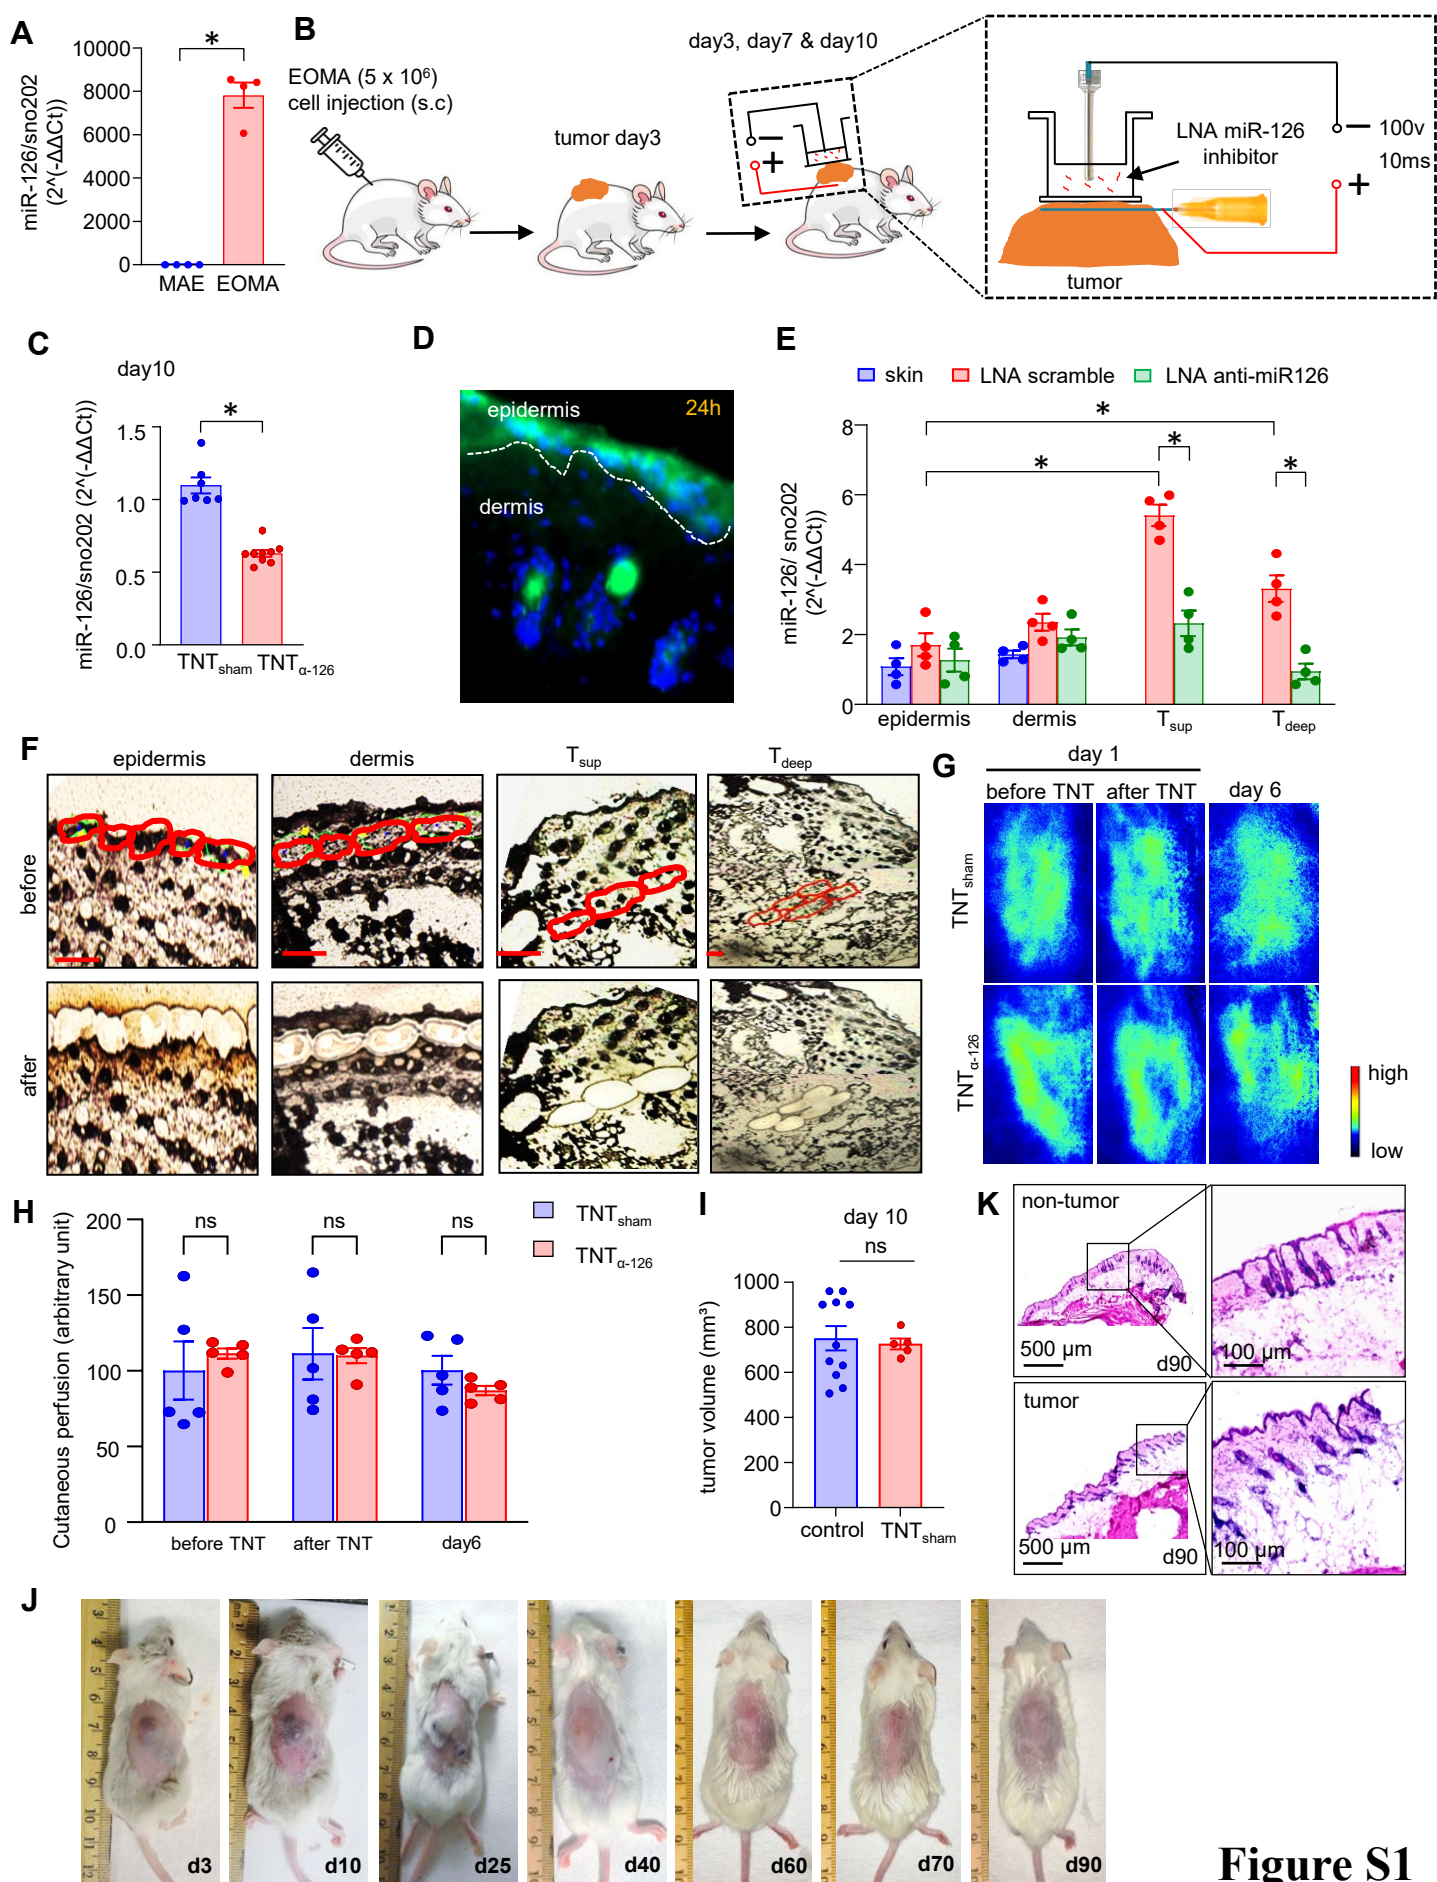 A
miR-126/sno202
(2^(-ΔΔCt))
10000
8000
6000
4000
2000
0
*
MAE EOMA
B
EOMA (5 x 10⁶)
cell injection (s.c)
tumor day3
day3, day7 & day10
−
+
LNA miR-126
inhibitor
− 100v
10ms
+
tumor
C
day10
miR-126/sno202 (2^(-ΔΔCt))
1.5
1.0
0.5
0.0
*
TNTsham TNTα-126
D
epidermis
24h
dermis
E
skin LNA scramble LNA anti-miR126
miR-126/ sno202
(2^(-ΔΔCt))
8
6
4
2
0
*
*
*
*
epidermis dermis Tsup Tdeep
F
epidermis dermis Tsup Tdeep
before
after
G
day 1
before TNT after TNT day 6
TNTsham
TNTα-126
high
low
H
Cutaneous perfusion (arbitrary unit)
200
150
100
50
0
ns ns ns
TNTsham
TNTα-126
before TNT after TNT day6
I
day 10
ns
tumor volume (mm³)
1000
800
600
400
200
0
control TNTsham
K
non-tumor
500 µm
d90
100 µm
tumor
500 µm
d90
100 µm
J
d3 d10 d25 d40 d60 d70 d90
Figure S1